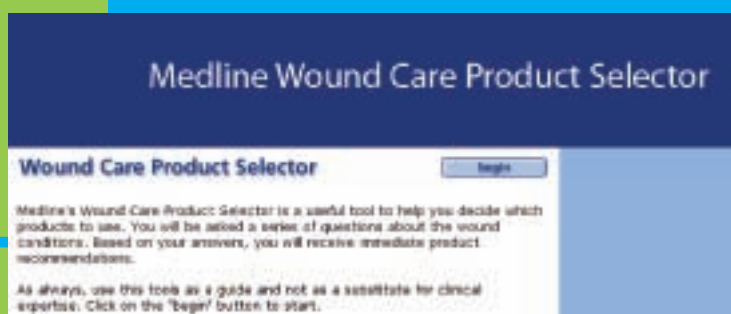 Medline Wound Care Product Selector
Wound Care Product Selector
begin
Medline's Wound Care Product Selector is a useful tool to help you decide which
products to use. You will be asked a series of questions about the wound
conditions. Based on your answers, you will receive immediate product
recommendations.
As always, use this tools as a guide and not as a substitute for clinical
expertise. Click on the "begin" button to start.